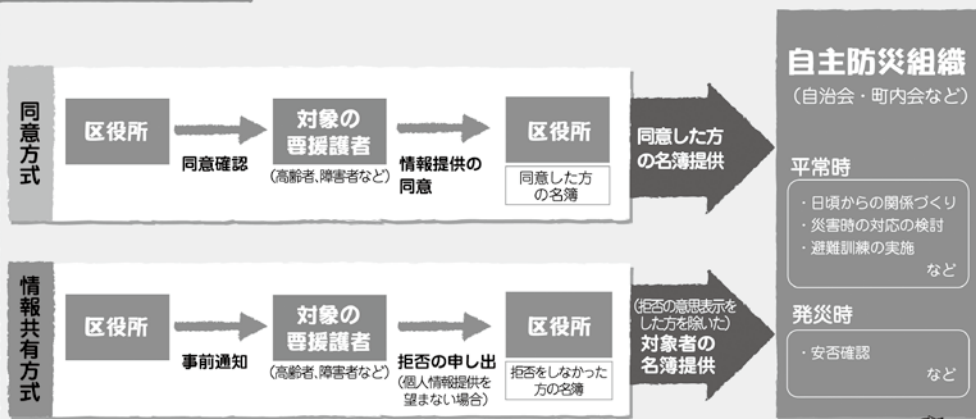 同意方式
区役所
同意確認
対象の
要援護者
(高齢者、障害者など)
情報提供の
同意
区役所
同意した方
の名簿
同意した方
の名簿提供
情報共有方式
区役所
事前通知
対象の
要援護者
(高齢者、障害者など)
拒否の申し出
(個人情報提供を
望まない場合)
区役所
拒否をしなかった
方の名簿
(拒否の意思表示を
した方を除いた)
対象者の
名簿提供
自主防災組織
(自治会・町内会など)
平常時
・日頃からの関係づくり
・災害時の対応の検討
・避難訓練の実施
など
発災時
・安否確認
など